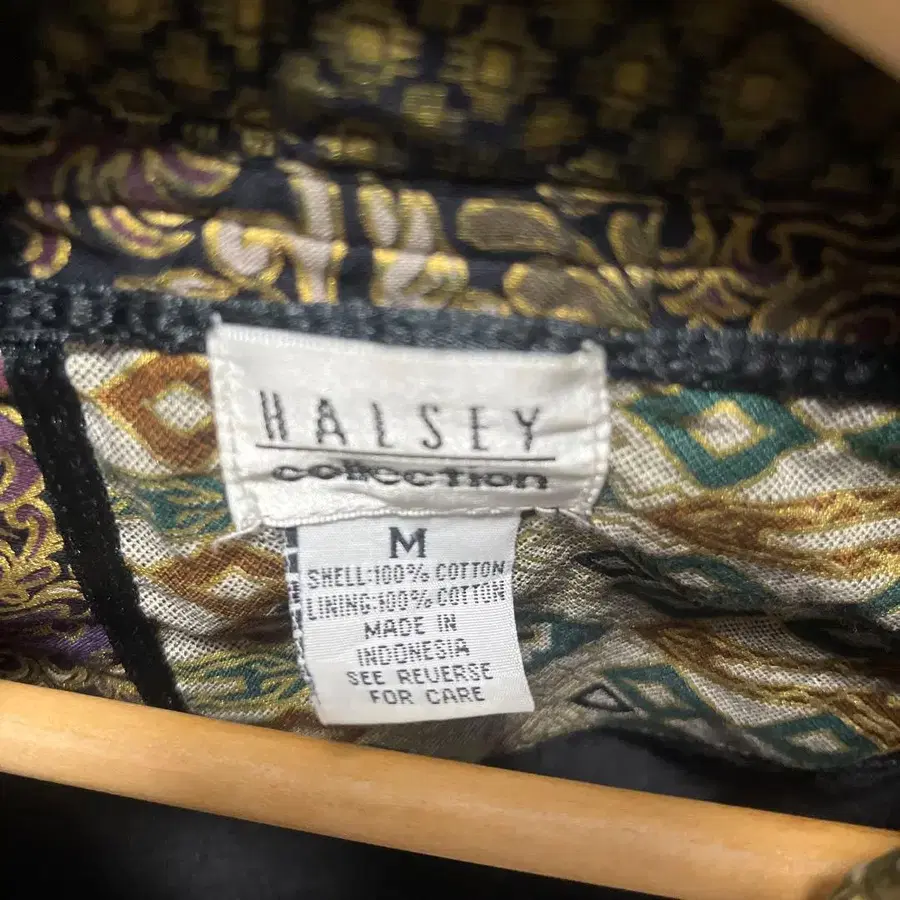 HALSEY
collection
M
SHELL:100% COTTON
LINING:100% COTTON
MADE IN
INDONESIA
SEE REVERSE
FOR CARE